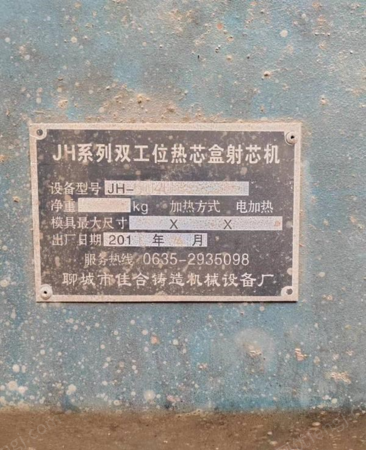 JH系列双工位热芯盒射芯机
设备型号 JH-
净重 kg 加热方式 电加热
模具最大尺寸 X X
出厂日期 201 年 月
服务热线 0635-2935098
聊城市佳合铸造机械设备厂